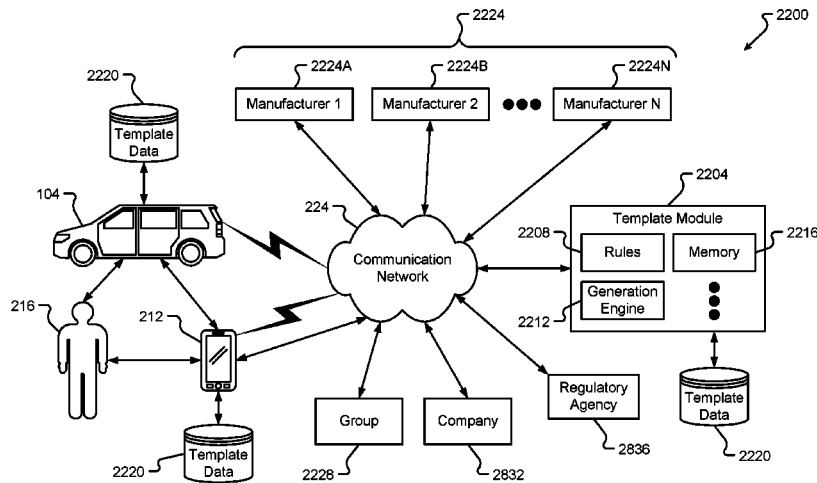 2224
2200
2220
2224A
2224B
2224N
Manufacturer 1
Manufacturer 2
Manufacturer N
Template
Data
104
224
2204
Template Module
2208
Rules
Memory
2216
Communication
Network
Generation
Engine
2212
216
212
Regulatory
Agency
Template
Data
Group
Company
2836
2220
Template
Data
2220
2228
2832